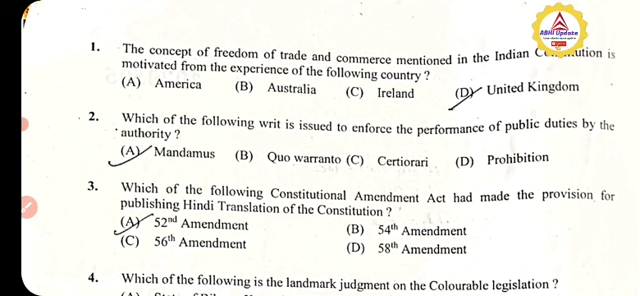 ABHI Update
1. The concept of freedom of trade and commerce mentioned in the Indian is
motivated from the experience of the following country ?
(A) America (B) Australia (C) Ireland (D) United Kingdom
2. Which of the following writ is issued to enforce the performance of public duties by the
authority ?
(A) Mandamus (B) Quo warranto (C) Certiorari (D) Prohibition
3. Which of the following Constitutional Amendment Act had made the provision for
publishing Hindi Translation of the Constitution ?
(A) 52nd Amendment (B) 54th Amendment
(C) 56th Amendment (D) 58th Amendment
4. Which of the following is the landmark judgment on the Colourable legislation ?